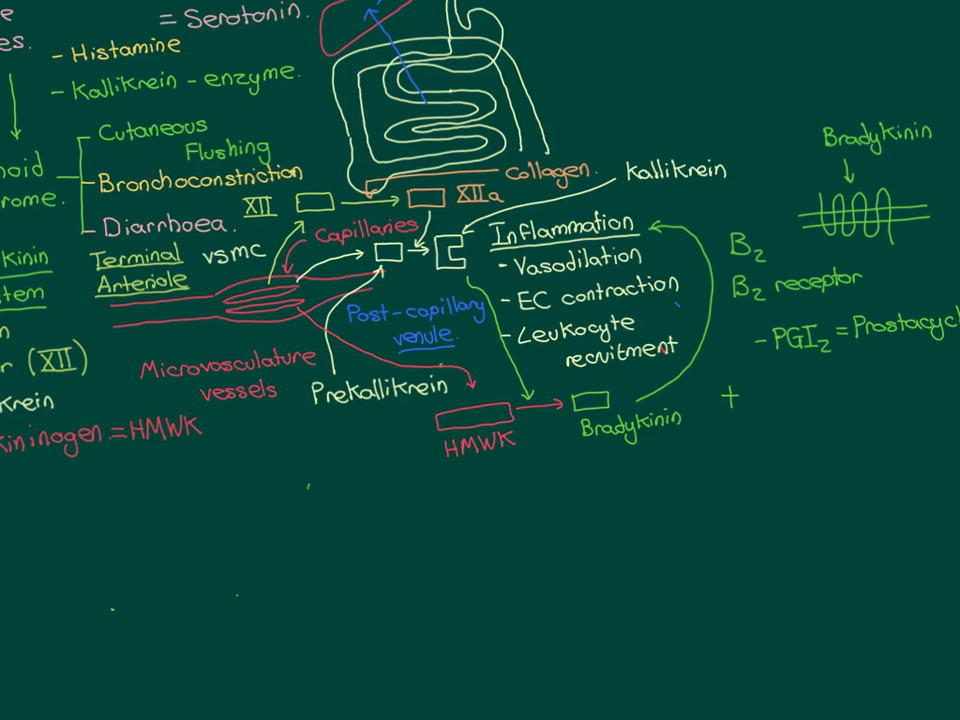 = Serotonin.
es.
- Histamine
- Kallikrein - enzyme.
Cutaneous
Flushing
Bronchoconstriction
Diarrhoea.
noid
rome.
Collagen.
XII
XIIa
Kallikrein
Bradykinin
Capillaries
Terminal
Arteriole
vsmc
Inflammation
- Vasodilation
- EC contraction
- Leukocyte
recruitment
B2
B2 receptor
- PGI2 = Prostacycl
kinin
stem
n
r (XII)
krein
kininogen = HMWK
Post-capillary
venule.
Microvasculature
vessels
Prekallikrein
HMWK
Bradykinin
+